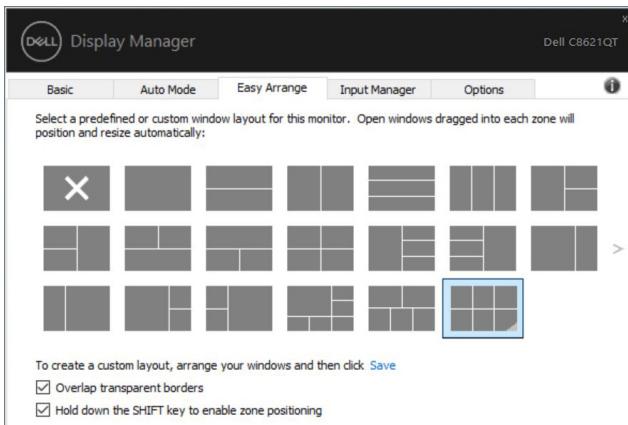 DELL Display Manager
Dell C8621QT
Basic Auto Mode Easy Arrange Input Manager Options
Select a predefined or custom window layout for this monitor. Open windows dragged into each zone will
position and resize automatically:
To create a custom layout, arrange your windows and then click Save
Overlap transparent borders
Hold down the SHIFT key to enable zone positioning